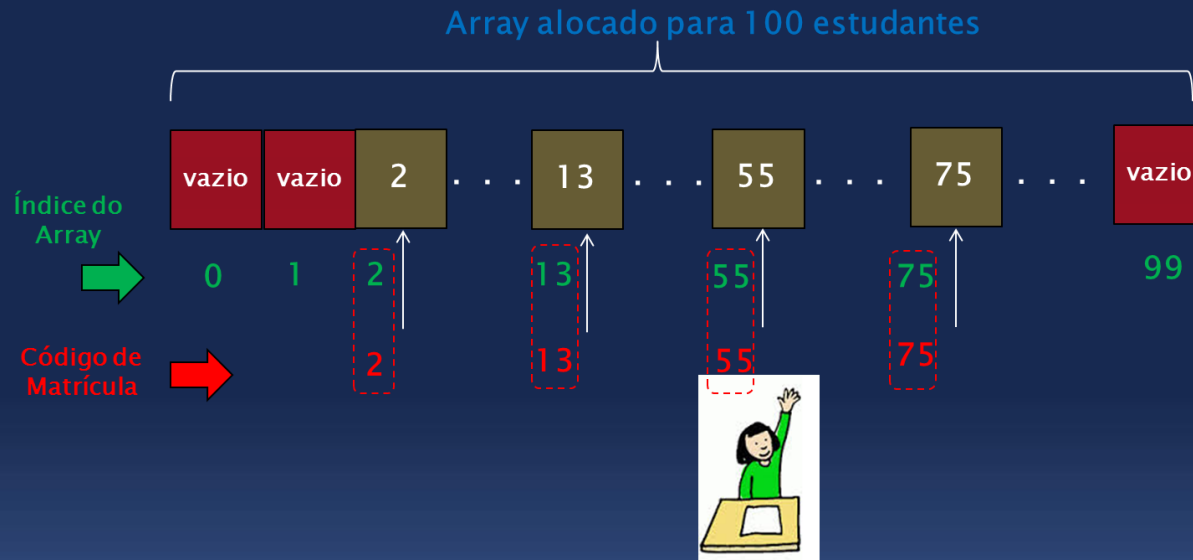 Array alocado para 100 estudantes
vazio vazio 2 . . . 13 . . . 55 . . . 75 . . . vazio
Índice do
Array
0 1 2 13 55 75 99
Código de
Matrícula
2 13 55 75